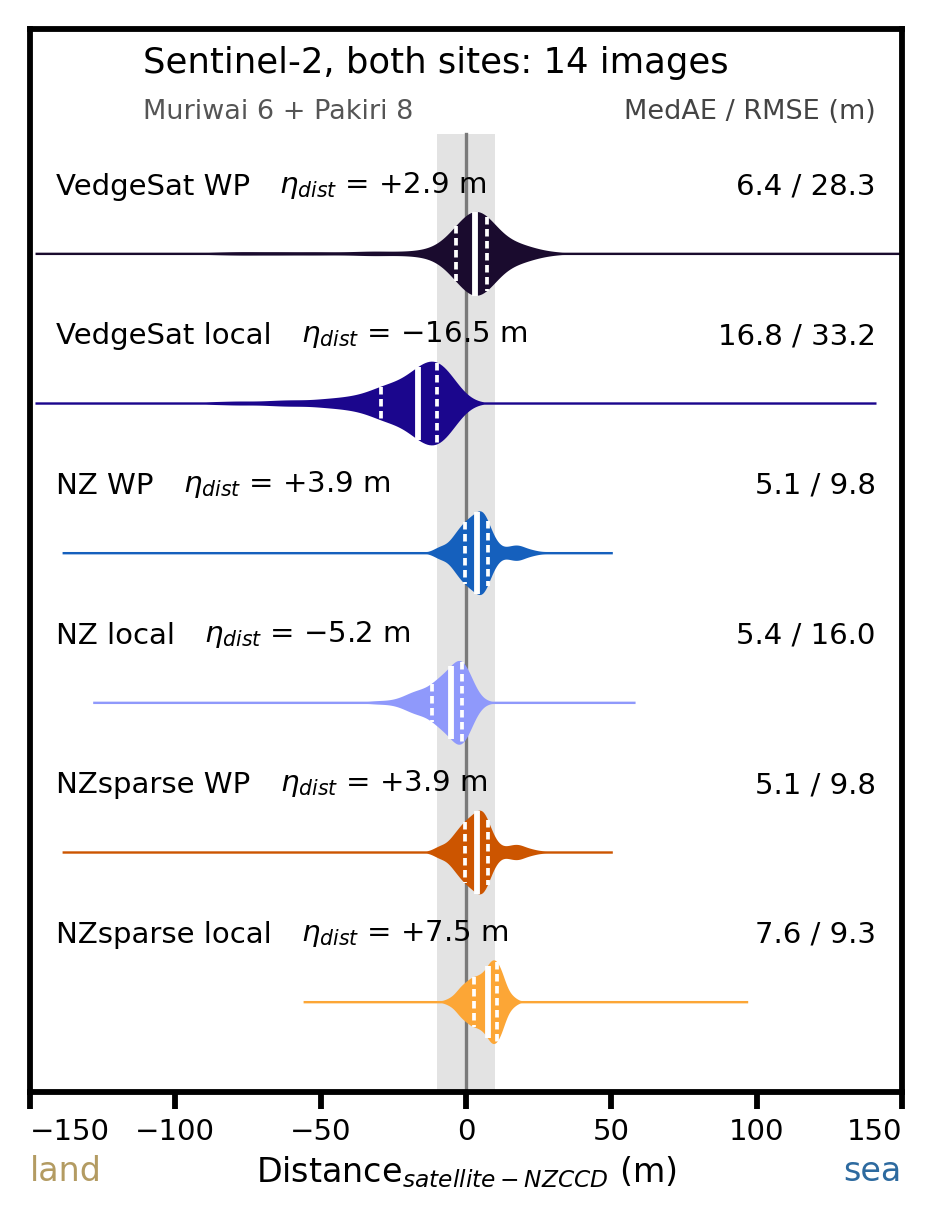 Sentinel-2, both sites: 14 images
Muriwai 6 + Pakiri 8 MedAE / RMSE (m)
VedgeSat WP η_dist = +2.9 m 6.4 / 28.3
VedgeSat local η_dist = −16.5 m 16.8 / 33.2
NZ WP η_dist = +3.9 m 5.1 / 9.8
NZ local η_dist = −5.2 m 5.4 / 16.0
NZsparse WP η_dist = +3.9 m 5.1 / 9.8
NZsparse local η_dist = +7.5 m 7.6 / 9.3
−150 −100 −50 0 50 100 150
land Distance_satellite−NZCCD (m) sea